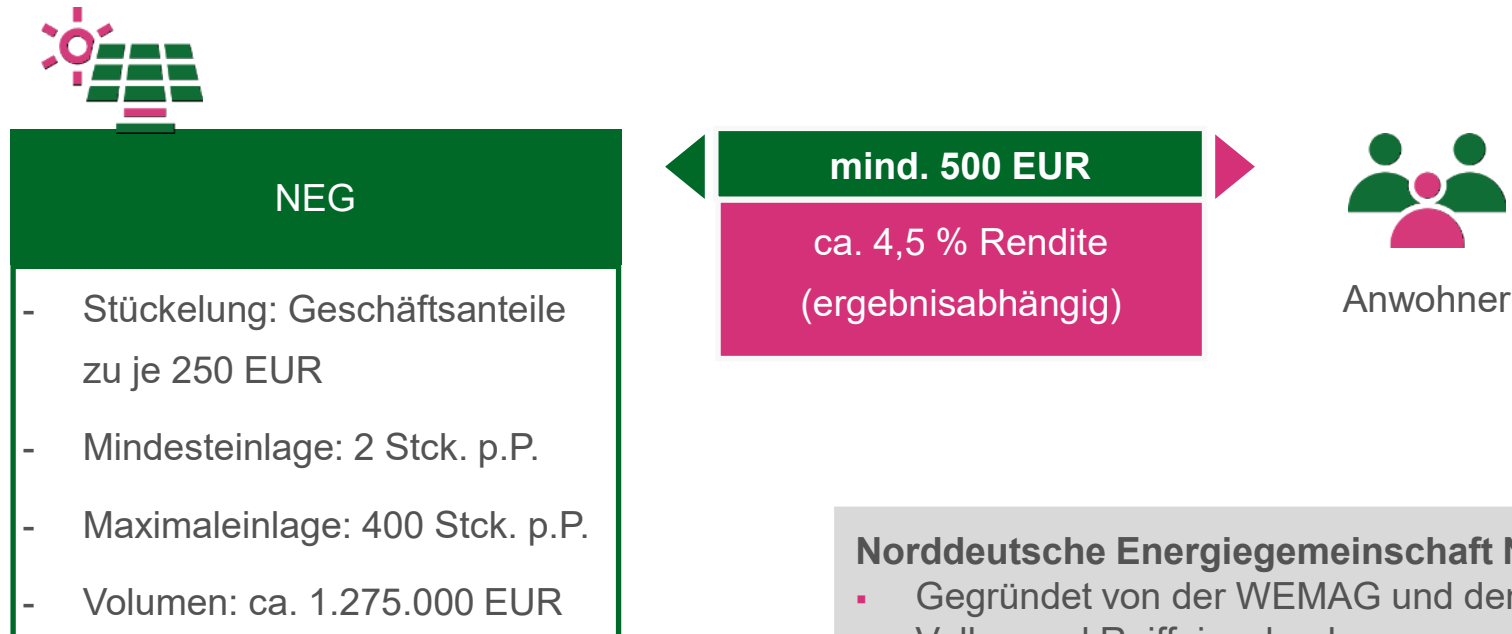 NEG
- Stückelung: Geschäftsanteile
zu je 250 EUR
- Mindesteinlage: 2 Stck. p.P.
- Maximaleinlage: 400 Stck. p.P.
- Volumen: ca. 1.275.000 EUR
mind. 500 EUR
ca. 4,5 % Rendite
(ergebnisabhängig)
Anwohner
Norddeutsche Energiegemeinschaft
▪ Gegründet von der WEMAG und